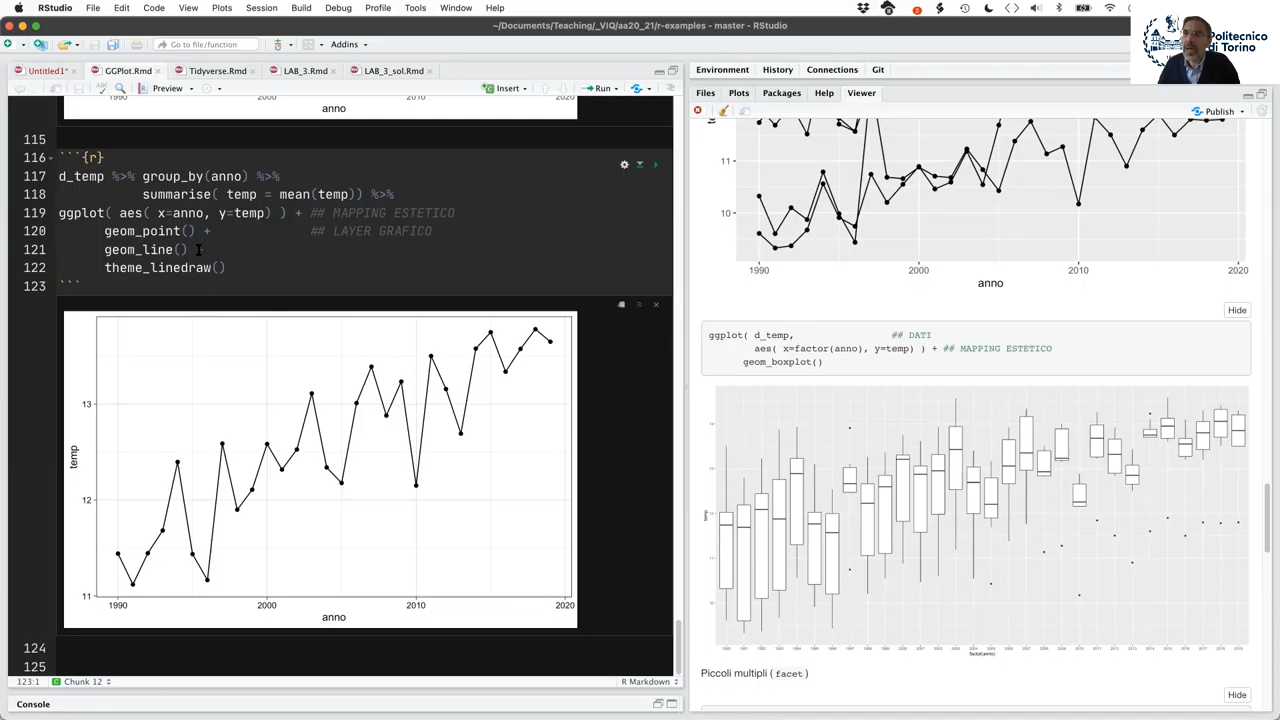 RStudio File Edit Code View Plots Session Build Debug Profile Tools Window Help
~/Documents/Teaching/_VIQ/aa20_21/r-examples - master - RStudio
Go to file/function Addins
Untitled1* GGPlot.Rmd Tidyverse.Rmd LAB_3.Rmd LAB_3_sol.Rmd
Preview Insert Run
1990 2000 2010 2020
anno
115
116 ```{r}
117 d_temp %>% group_by(anno) %>%
118 summarise( temp = mean(temp)) %>%
119 ggplot( aes( x=anno, y=temp) ) + ## MAPPING ESTETICO
120 geom_point() + ## LAYER GRAFICO
121 geom_line()
122 theme_linedraw()
123 ```
13
12
11
temp
1990 2000 2010 2020
anno
124
125
123:1 Chunk 12 R Markdown
Console
Environment History Connections Git
Files Plots Packages Help Viewer
Publish
Politecnico
di Torino
11
10
1990 2000 2010 2020
anno
Hide
ggplot( d_temp, ## DATI
aes( x=factor(anno), y=temp) ) + ## MAPPING ESTETICO
geom_boxplot()
factor(anno)
Piccoli multipli (facet)
Hide